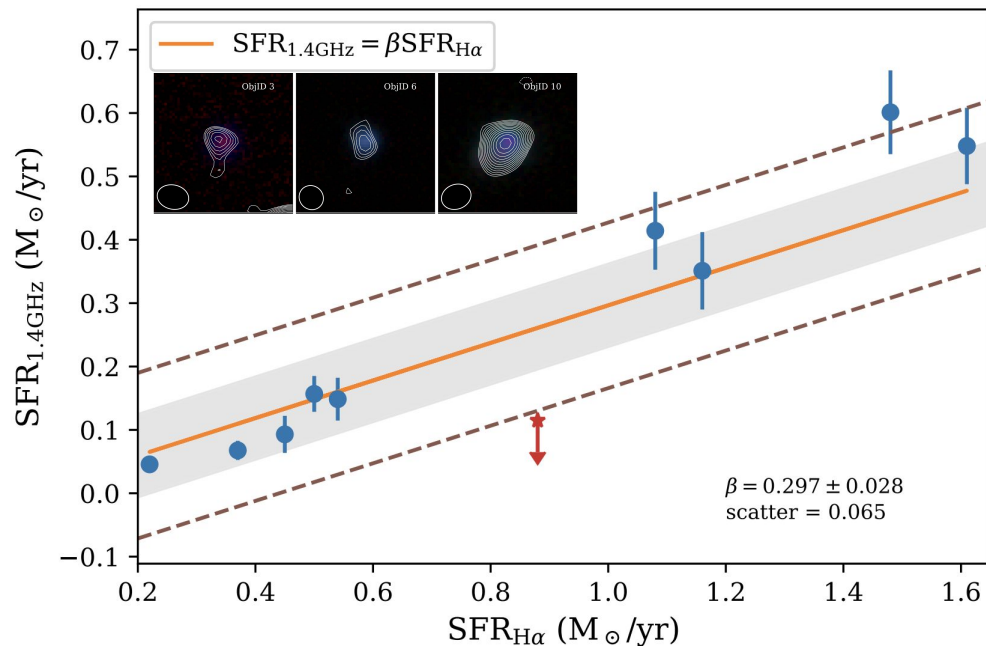 SFR1.4GHz = βSFRHα
ObjID 3
ObjID 6
ObjID 10
0.7
0.6
0.5
0.4
0.3
0.2
0.1
0.0
−0.1
SFR1.4GHz (M⊙/yr)
β = 0.297 ± 0.028
scatter = 0.065
0.2 0.4 0.6 0.8 1.0 1.2 1.4 1.6
SFRHα (M⊙/yr)